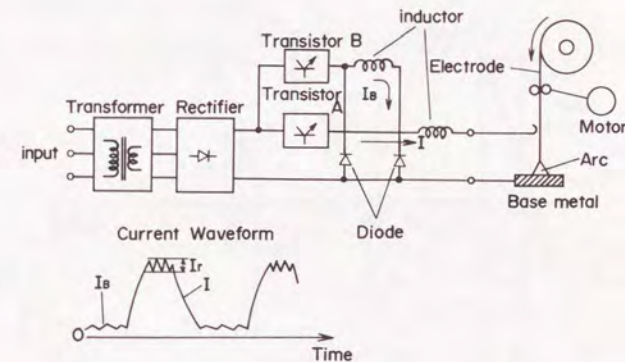 inductor
Transistor B
Electrode
Transistor
A
IB
Transformer
Rectifier
Motor
input
I
Arc
Base metal
Diode
Current Waveform
Ir
IB
I
O
Time